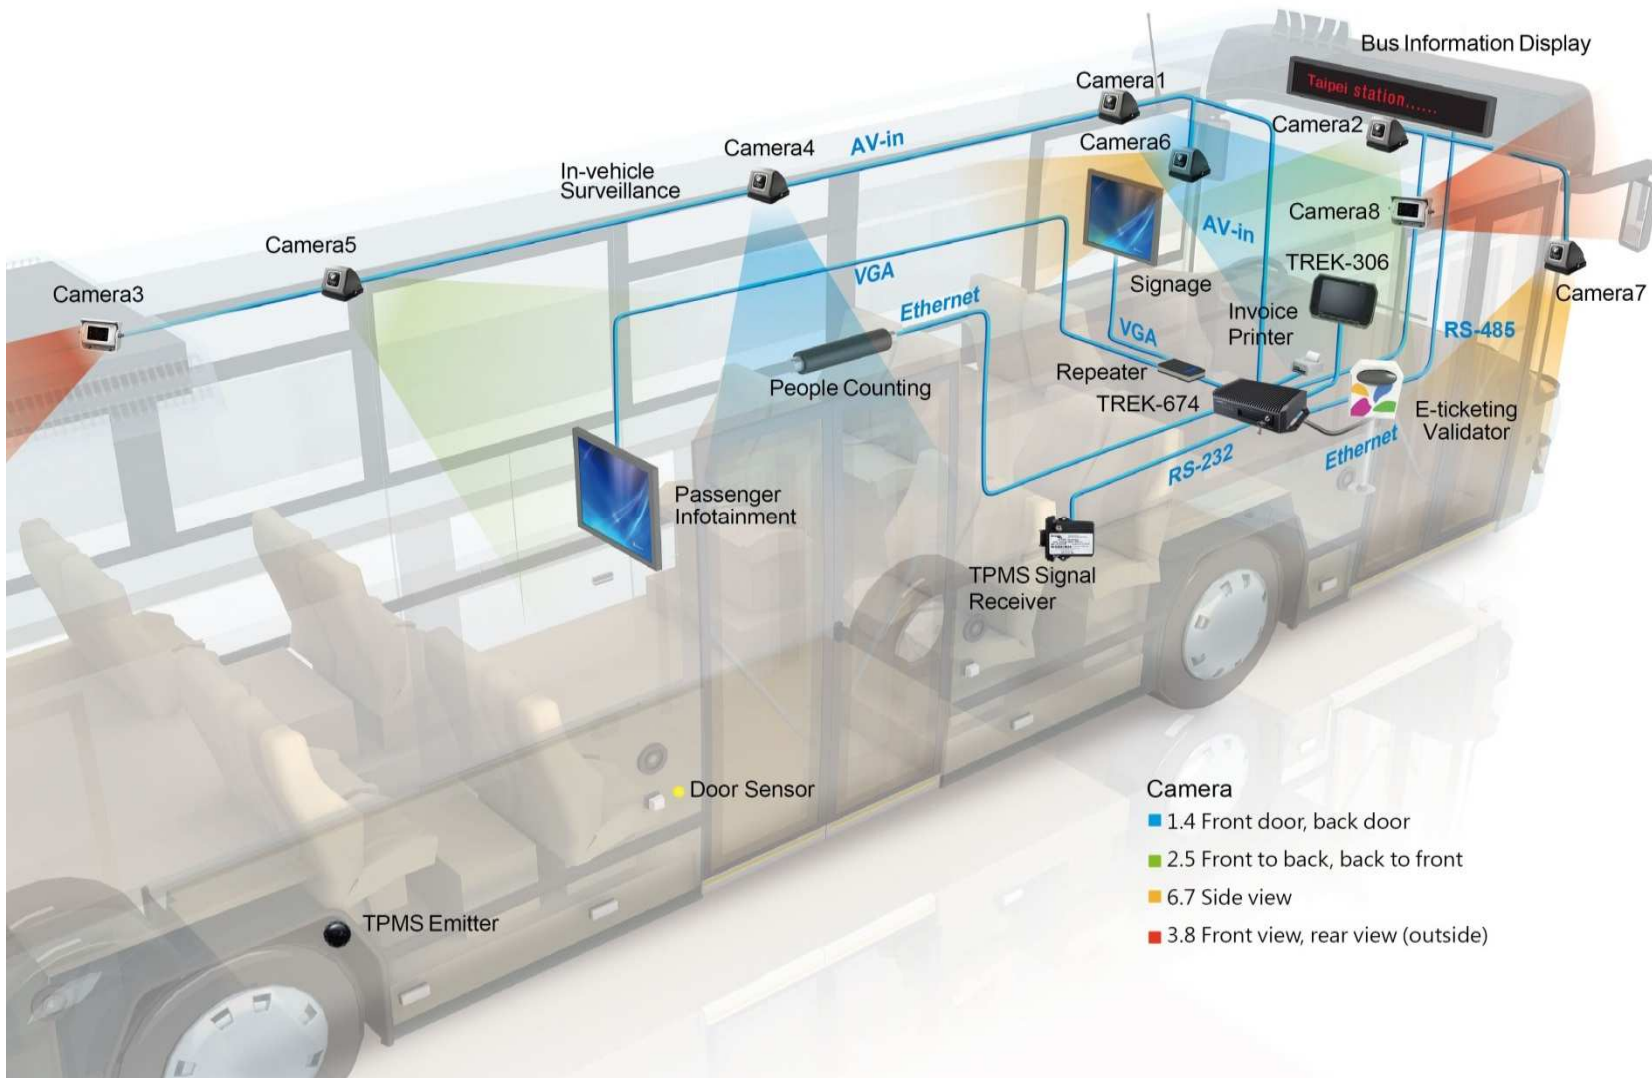 Bus Information Display
Taipei station......
Camera1
Camera2
Camera6
Camera4
AV-in
In-vehicle
Surveillance
Camera8
AV-in
Camera5
TREK-306
VGA
Signage
Camera3
Camera7
Ethernet
Invoice
Printer
VGA
RS-485
Repeater
People Counting
TREK-674
E-ticketing
Validator
Ethernet
RS-232
Passenger
Infotainment
TPMS Signal
Receiver
Door Sensor
Camera
1.4 Front door, back door
2.5 Front to back, back to front
6.7 Side view
3.8 Front view, rear view (outside)
TPMS Emitter